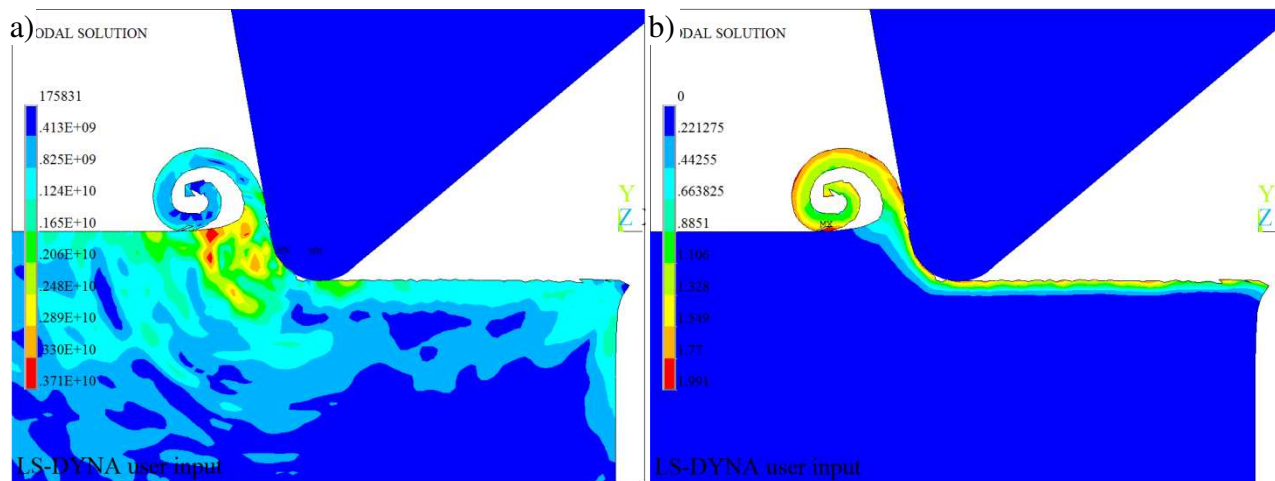 a)
ODAL SOLUTION
175831
.413E+09
.825E+09
.124E+10
.165E+10
.206E+10
.248E+10
.289E+10
.330E+10
.371E+10
Y
Z
LS-DYNA user input
b)
ODAL SOLUTION
0
.221275
.44255
.663825
.8851
1.106
1.328
1.549
1.77
1.991
MX
Y
Z
LS-DYNA user input